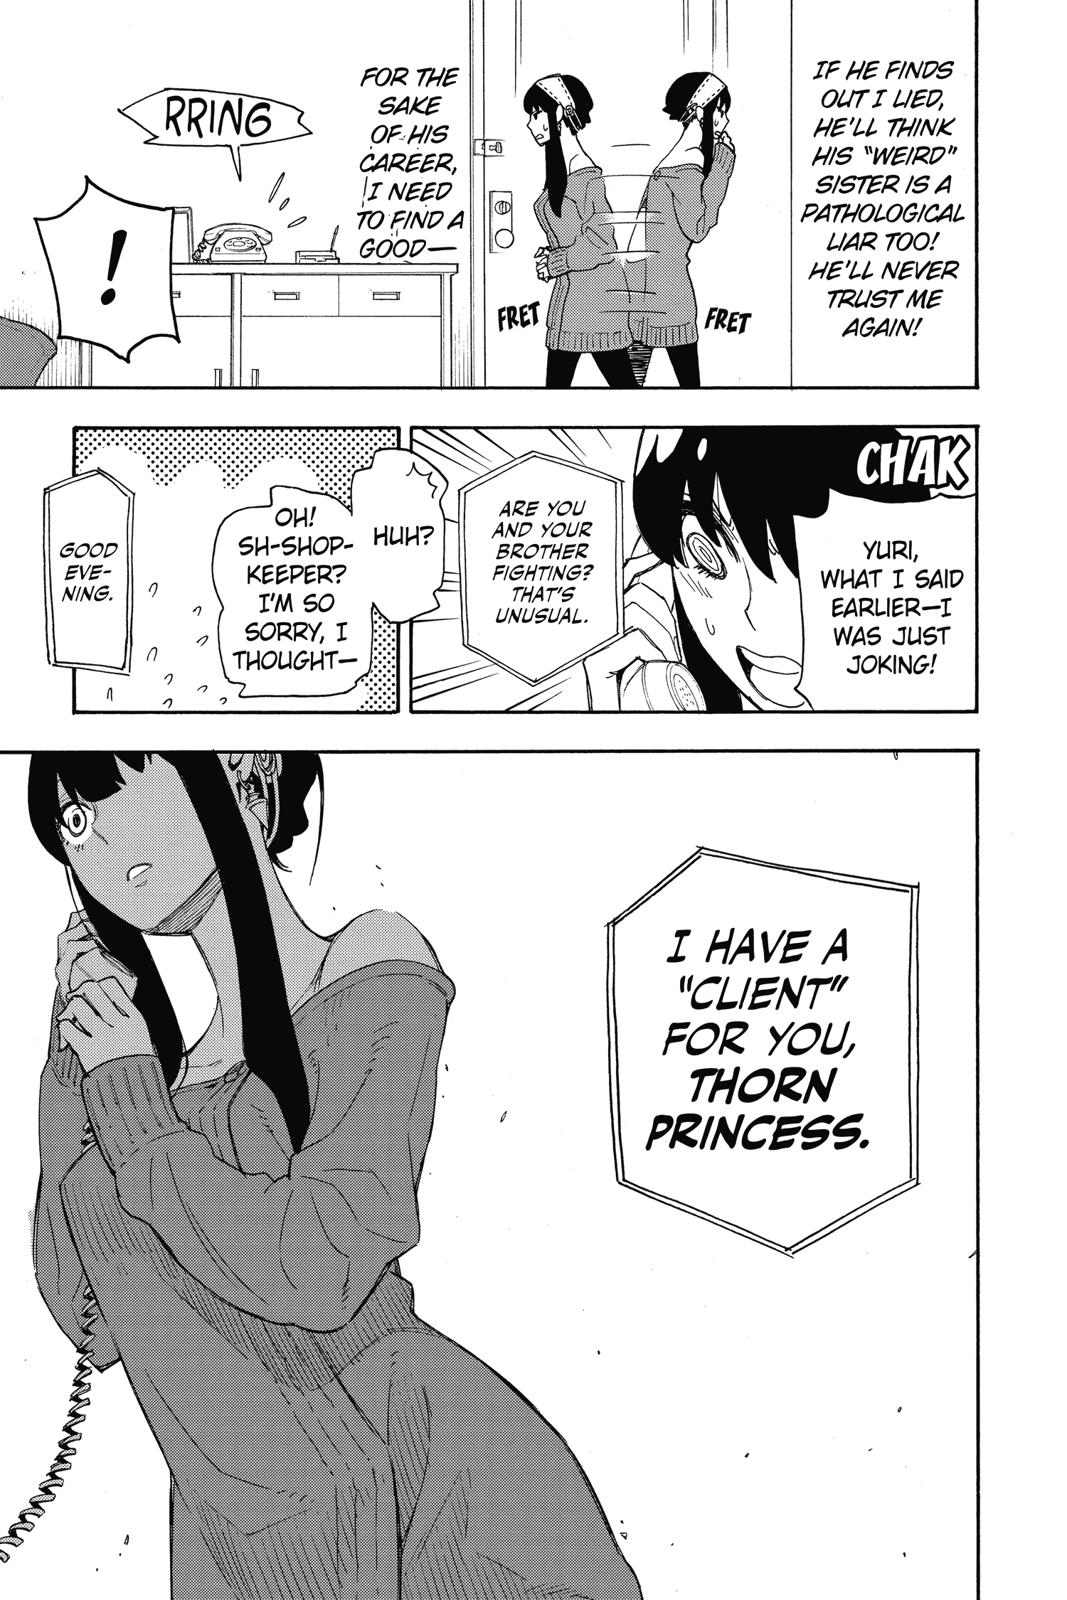 IF HE FINDS
OUT I LIED,
HE'LL THINK
HIS "WEIRD"
SISTER IS A
PATHOLOGICAL
LIAR TOO!
HE'LL NEVER
TRUST ME
AGAIN!
FRET
FRET
FOR THE
SAKE
OF HIS
CAREER,
I NEED
TO FIND A
GOOD—
RRING
!
CHAK
YURI,
WHAT I SAID
EARLIER—I
WAS JUST
JOKING!
ARE YOU
AND YOUR
BROTHER
FIGHTING?
THAT'S
UNUSUAL.
HUH?
OH!
SH-SHOP-
KEEPER?
I'M SO
SORRY, I
THOUGHT—
GOOD
EVE-
NING.
I HAVE A
"CLIENT"
FOR YOU,
THORN
PRINCESS.